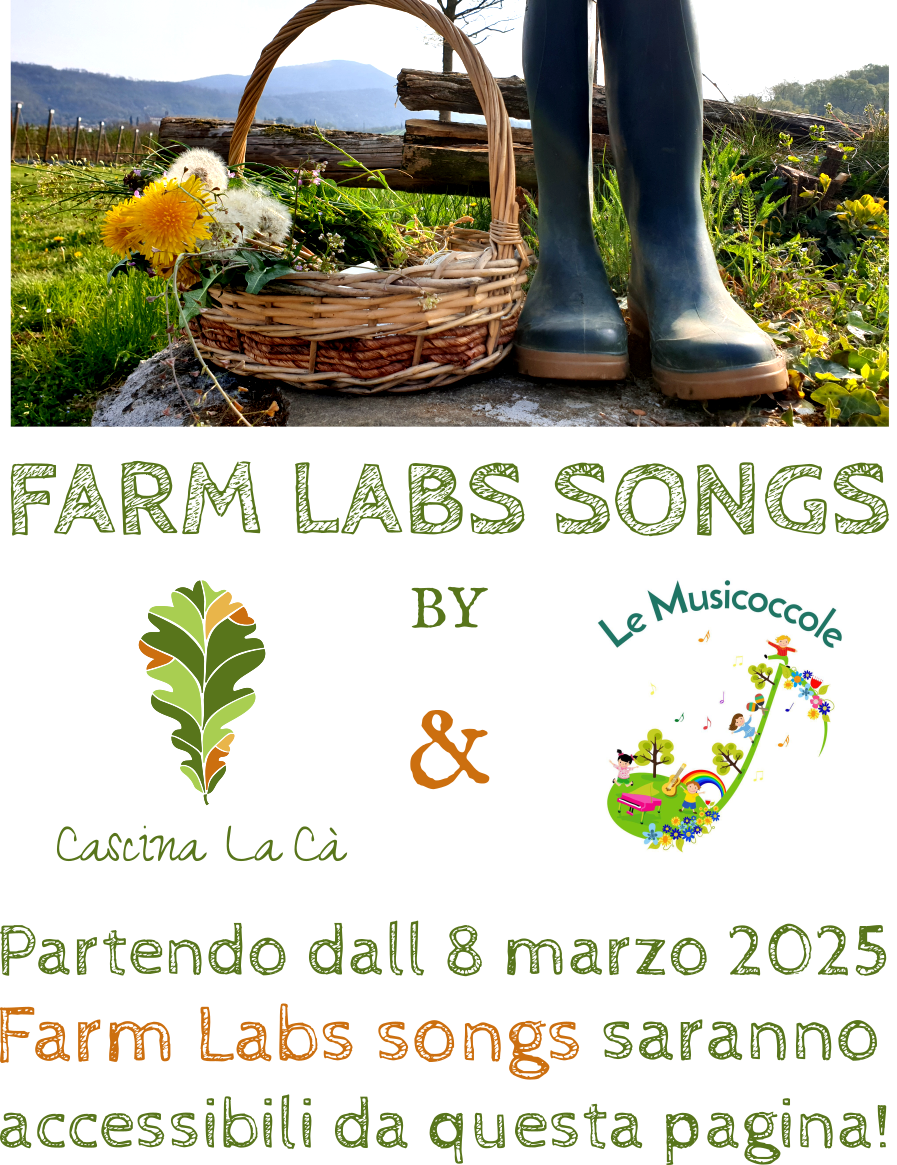 FARM LABS SONGS
BY
Le Musicoccole
&
Cascina La Cà
Partendo dall 8 marzo 2025
Farm Labs songs saranno
accessibili da questa pagina!